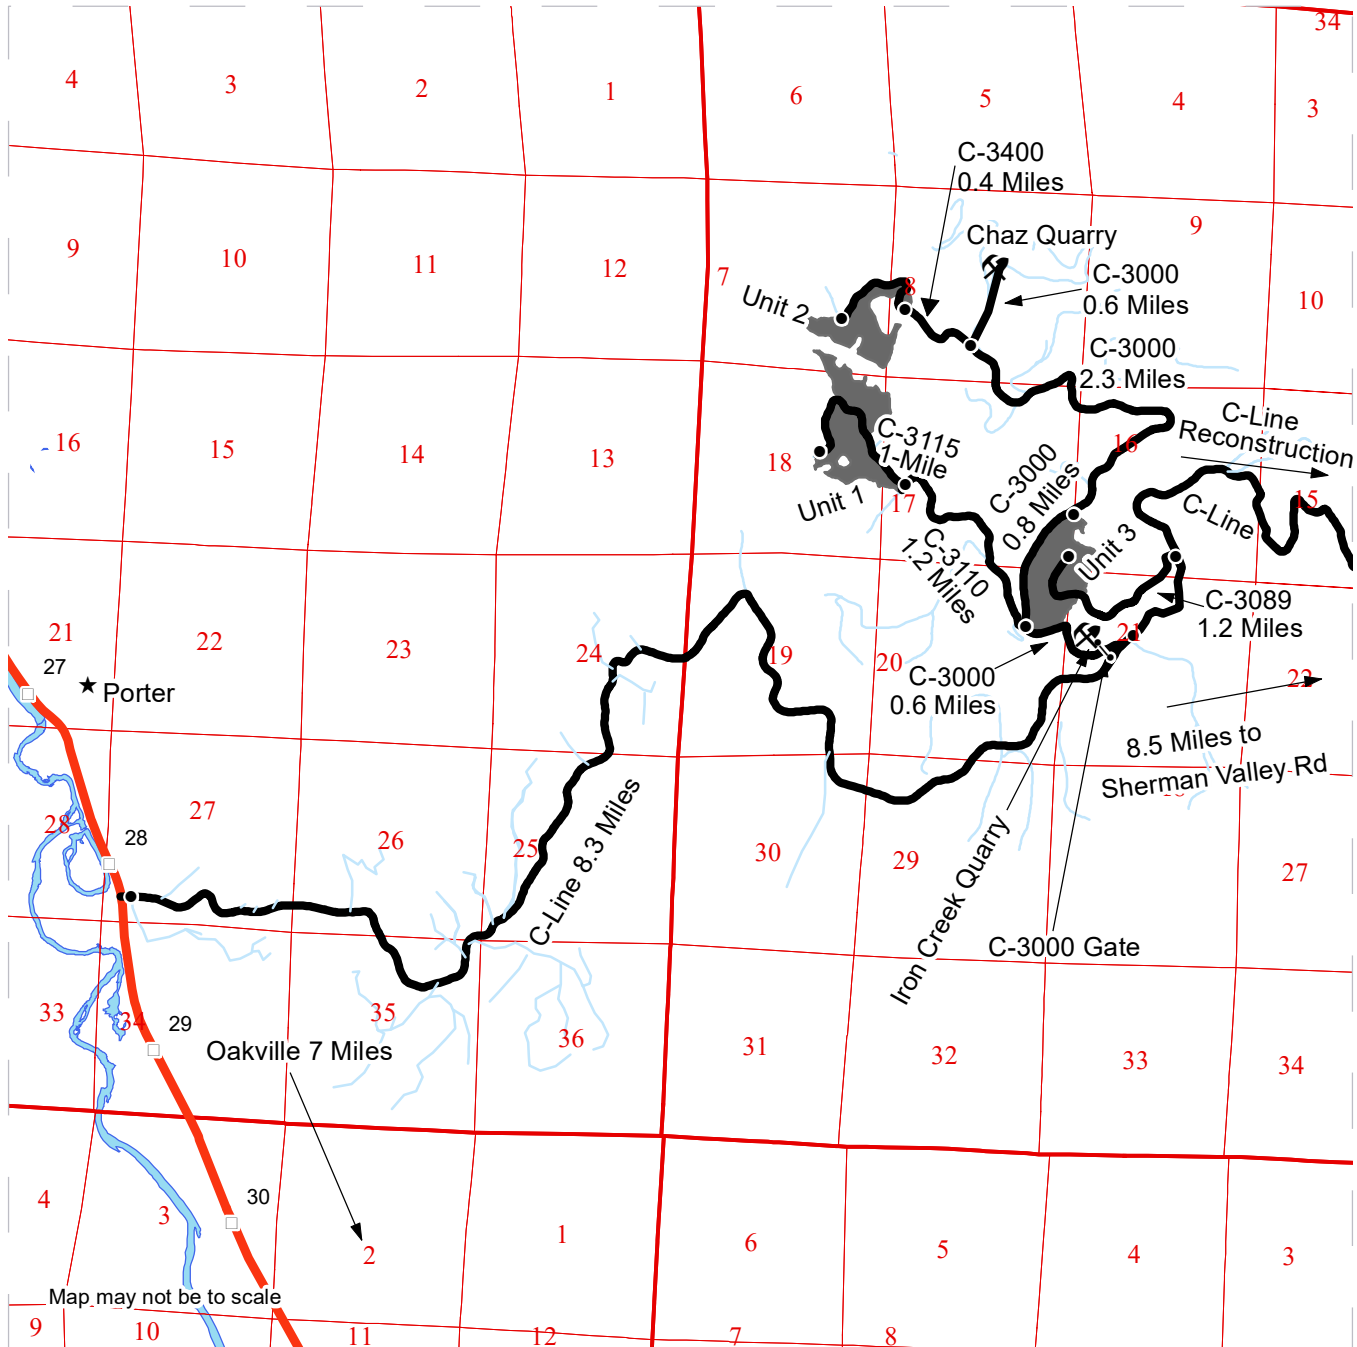 34
4
3
2
1
6
5
4
3
C-3400
0.4 Miles
9
10
11
12
7
8
9
10
Chaz Quarry
C-3000
0.6 Miles
Unit 2
C-3000
2.3 Miles
C-Line
Reconstruction
16
15
14
13
18
17
16
15
C-3115
1-Mile
Unit 1
C-3000
0.8 Miles
C-Line
C-3110
1.2 Miles
Unit 3
C-3089
1.2 Miles
21
22
23
24
19
20
21
22
27
Porter
C-3000
0.6 Miles
8.5 Miles to
Sherman Valley Rd
28
27
26
25
30
29
27
28
C-Line 8.3 Miles
Iron Creek Quarry
C-3000 Gate
33
34
35
36
31
32
33
34
29
Oakville 7 Miles
30
4
3
2
1
6
5
4
3
Map may not be to scale
9
10
11
12
7
8